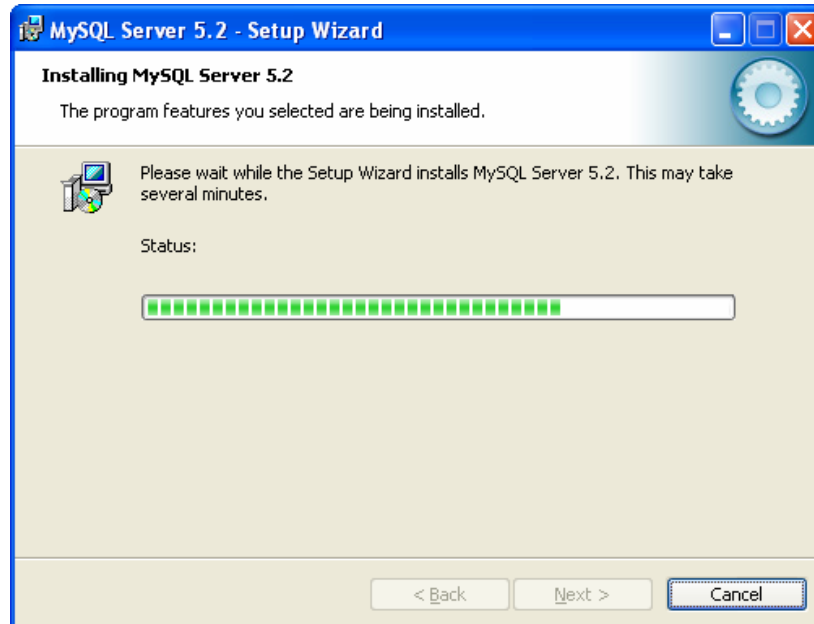 MySQL Server 5.2 - Setup Wizard
Installing MySQL Server 5.2
The program features you selected are being installed.
Please wait while the Setup Wizard installs MySQL Server 5.2. This may take
several minutes.
Status:
< Back Next > Cancel